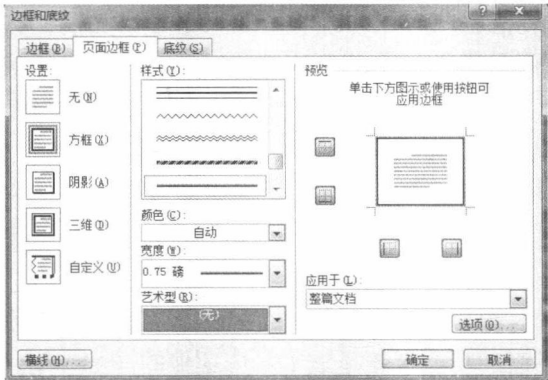 边框和底纹
边框(B) 页面边框(P) 底纹(S)
设置:
无(N)
方框(X)
阴影(A)
三维(D)
自定义(U)
样式(Y):
颜色(C):
自动
宽度(W):
0.75 磅
艺术型(R):
(无)
预览
单击下方图示或使用按钮可
应用边框
应用于(L):
整篇文档
选项(O)...
横线(H)...
确定
取消